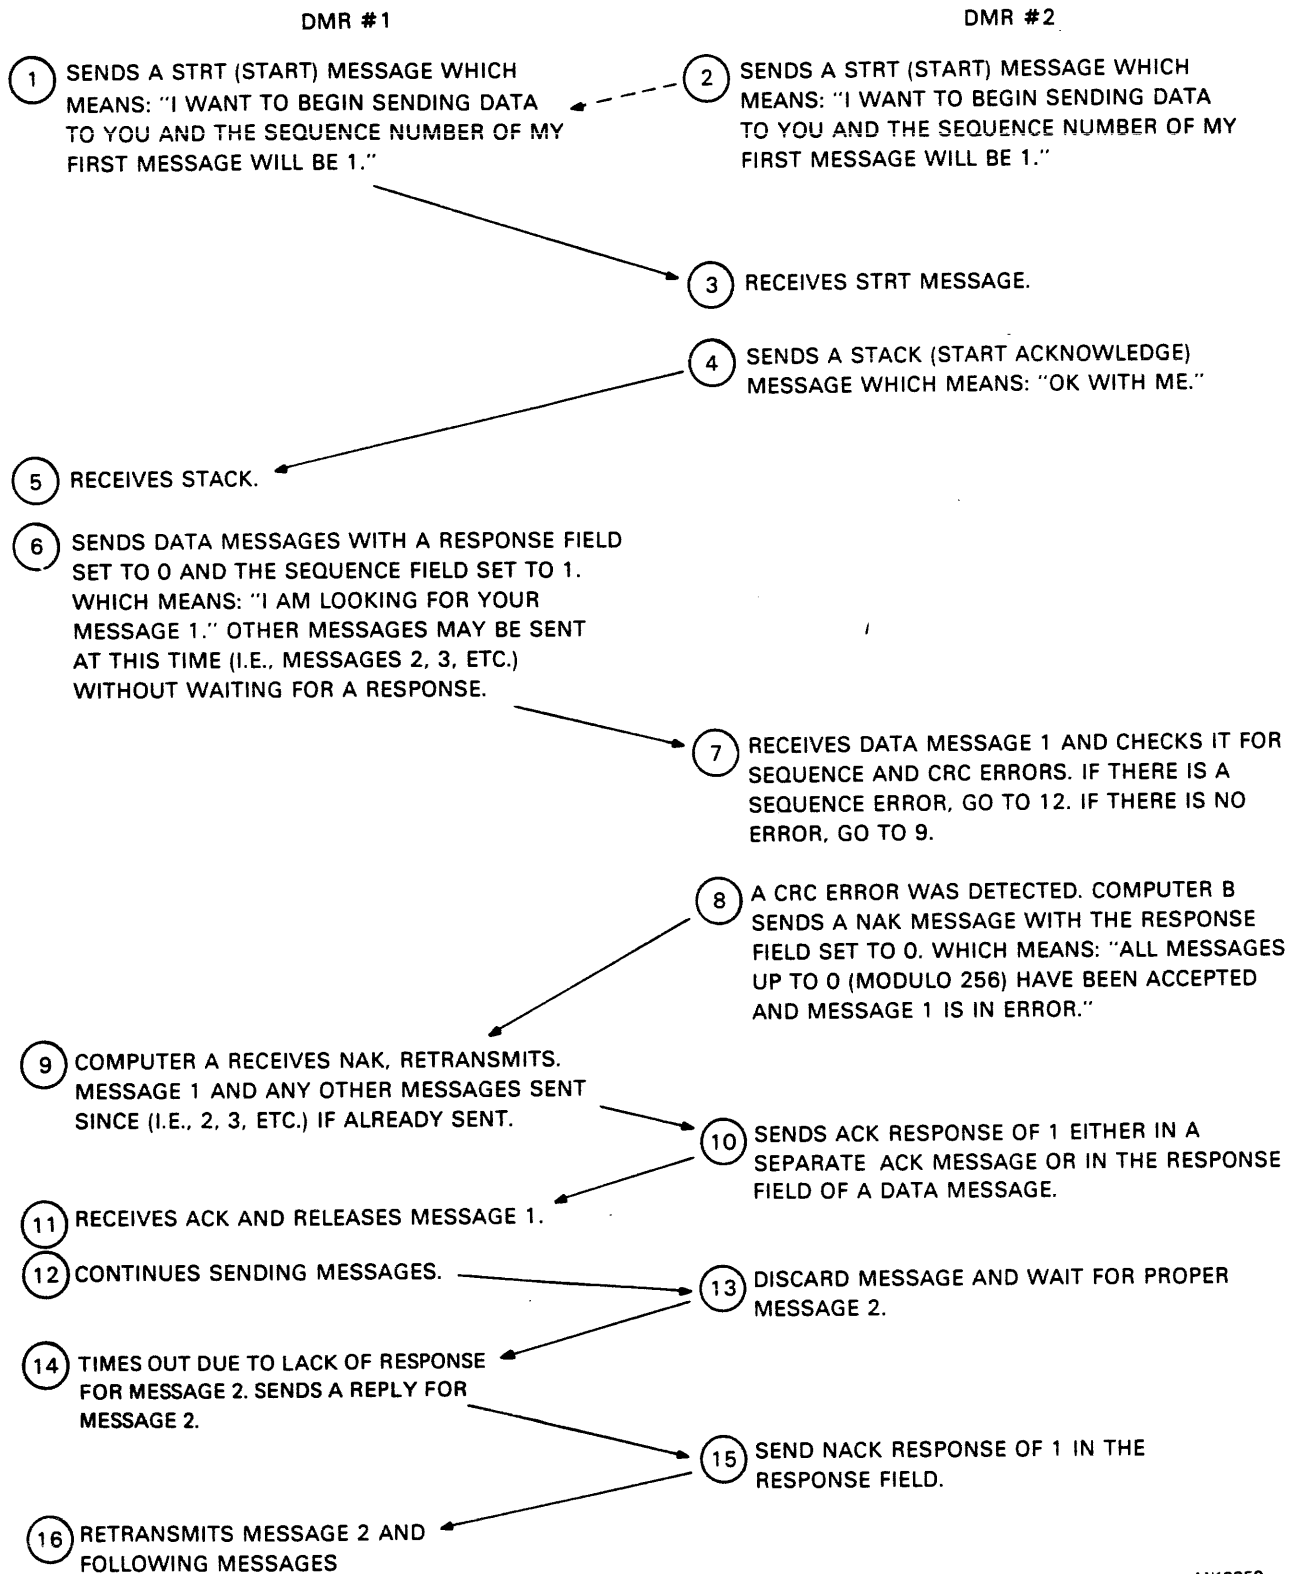 DMR #1
DMR #2
1 SENDS A STRT (START) MESSAGE WHICH
MEANS: "I WANT TO BEGIN SENDING DATA
TO YOU AND THE SEQUENCE NUMBER OF MY
FIRST MESSAGE WILL BE 1."
2 SENDS A STRT (START) MESSAGE WHICH
MEANS: "I WANT TO BEGIN SENDING DATA
TO YOU AND THE SEQUENCE NUMBER OF MY
FIRST MESSAGE WILL BE 1."
3 RECEIVES STRT MESSAGE.
4 SENDS A STACK (START ACKNOWLEDGE)
MESSAGE WHICH MEANS: "OK WITH ME."
5 RECEIVES STACK.
6 SENDS DATA MESSAGES WITH A RESPONSE FIELD
SET TO 0 AND THE SEQUENCE FIELD SET TO 1.
WHICH MEANS: "I AM LOOKING FOR YOUR
MESSAGE 1." OTHER MESSAGES MAY BE SENT
AT THIS TIME (I.E., MESSAGES 2, 3, ETC.)
WITHOUT WAITING FOR A RESPONSE.
7 RECEIVES DATA MESSAGE 1 AND CHECKS IT FOR
SEQUENCE AND CRC ERRORS. IF THERE IS A
SEQUENCE ERROR, GO TO 12. IF THERE IS NO
ERROR, GO TO 9.
8 A CRC ERROR WAS DETECTED. COMPUTER B
SENDS A NAK MESSAGE WITH THE RESPONSE
FIELD SET TO 0. WHICH MEANS: "ALL MESSAGES
UP TO 0 (MODULO 256) HAVE BEEN ACCEPTED
AND MESSAGE 1 IS IN ERROR."
9 COMPUTER A RECEIVES NAK, RETRANSMITS.
MESSAGE 1 AND ANY OTHER MESSAGES SENT
SINCE (I.E., 2, 3, ETC.) IF ALREADY SENT.
10 SENDS ACK RESPONSE OF 1 EITHER IN A
SEPARATE ACK MESSAGE OR IN THE RESPONSE
FIELD OF A DATA MESSAGE.
11 RECEIVES ACK AND RELEASES MESSAGE 1.
12 CONTINUES SENDING MESSAGES.
13 DISCARD MESSAGE AND WAIT FOR PROPER
MESSAGE 2.
14 TIMES OUT DUE TO LACK OF RESPONSE
FOR MESSAGE 2. SENDS A REPLY FOR
MESSAGE 2.
15 SEND NACK RESPONSE OF 1 IN THE
RESPONSE FIELD.
16 RETRANSMITS MESSAGE 2 AND
FOLLOWING MESSAGES